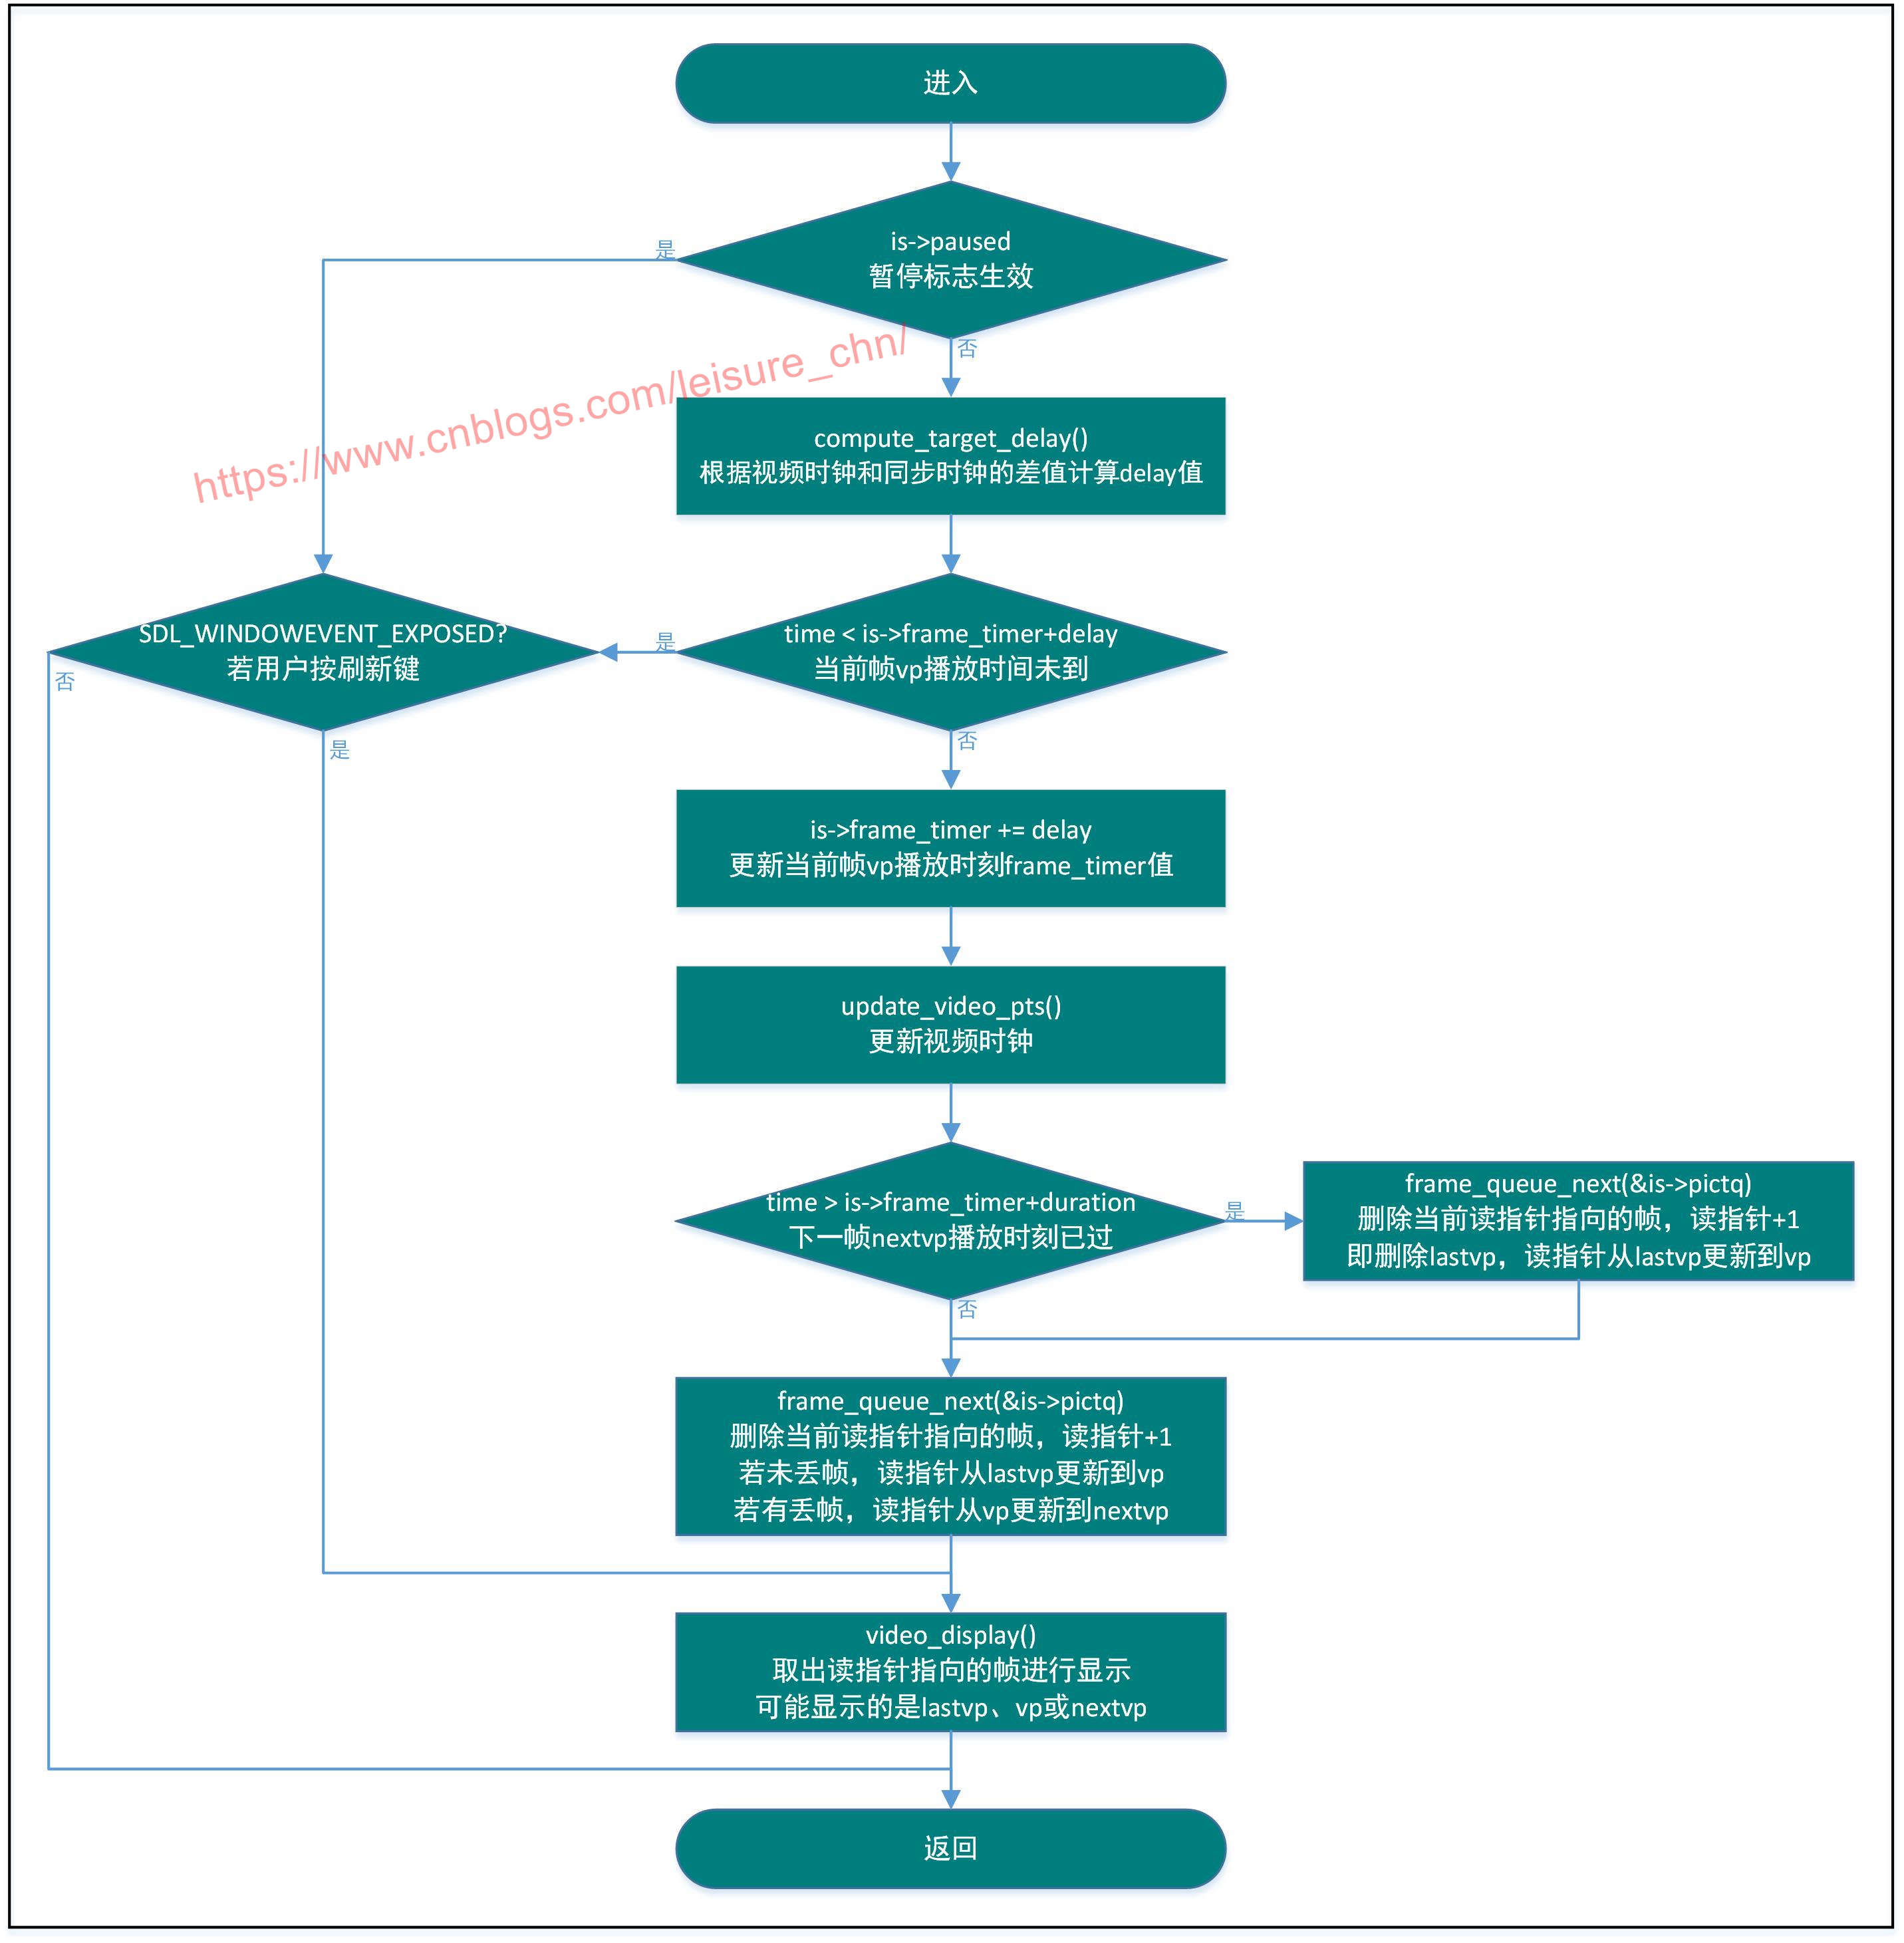 进入
是
is->paused
暂停标志生效
否
https://www.cnblogs.com/leisure_chn/
compute_target_delay()
根据视频时钟和同步时钟的差值计算delay值
SDL_WINDOWEVENT_EXPOSED?
若用户按刷新键
是
time < is->frame_timer+delay
当前帧vp播放时间未到
否
是
否
is->frame_timer += delay
更新当前帧vp播放时刻frame_timer值
update_video_pts()
更新视频时钟
time > is->frame_timer+duration
下一帧nextvp播放时刻已过
是
frame_queue_next(&is->pictq)
删除当前读指针指向的帧，读指针+1
即删除lastvp，读指针从lastvp更新到vp
否
frame_queue_next(&is->pictq)
删除当前读指针指向的帧，读指针+1
若未丢帧，读指针从lastvp更新到vp
若有丢帧，读指针从vp更新到nextvp
video_display()
取出读指针指向的帧进行显示
可能显示的是lastvp、vp或nextvp
返回